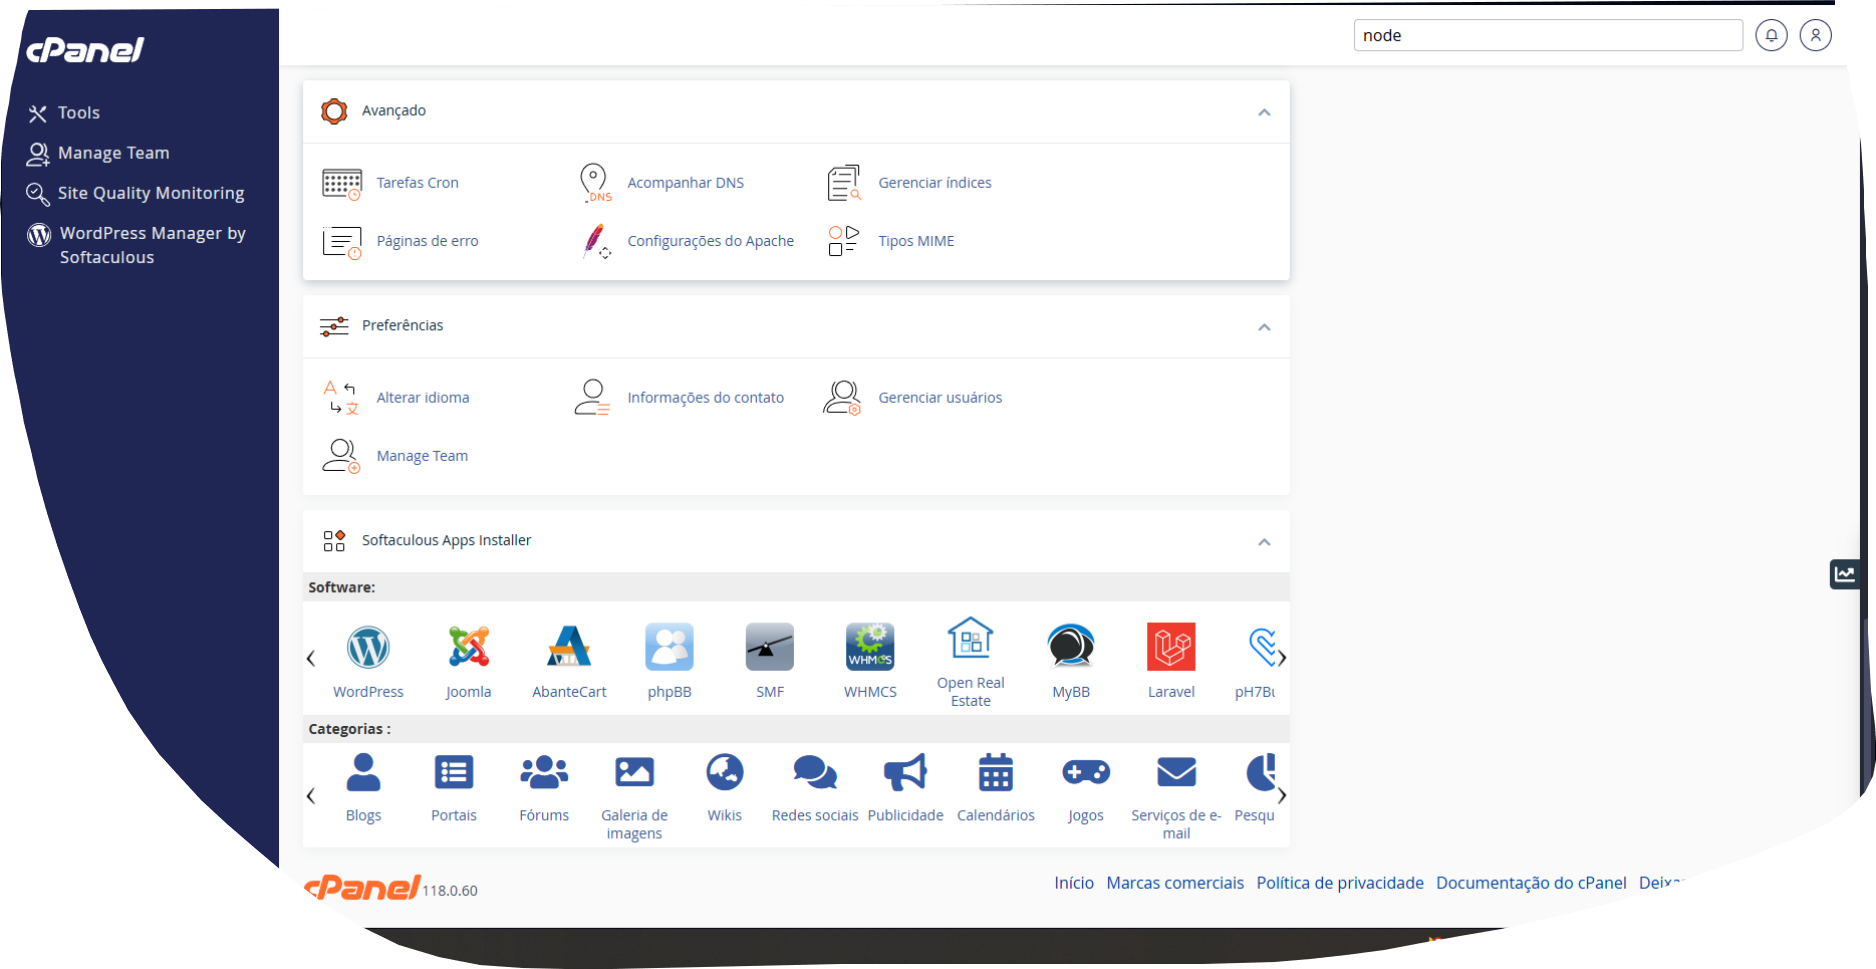 cPanel
node
Tools
Manage Team
Site Quality Monitoring
WordPress Manager by
Softaculous
Avançado
Tarefas Cron
Acompanhar DNS
DNS
Gerenciar índices
Páginas de erro
Configurações do Apache
Tipos MIME
Preferências
A
文
Alterar idioma
Informações do contato
Gerenciar usuários
Manage Team
Softaculous Apps Installer
Software:
WHMCS
WordPress
Joomla
AbanteCart
phpBB
SMF
WHMCS
Open Real
Estate
MyBB
Laravel
pH7Bu
Categorias :
Blogs
Portais
Fórums
Galeria de
imagens
Wikis
Redes sociais
Publicidade
Calendários
Jogos
Serviços de e-
mail
Pesqu
cPanel 118.0.60
Início Marcas comerciais Política de privacidade Documentação do cPanel